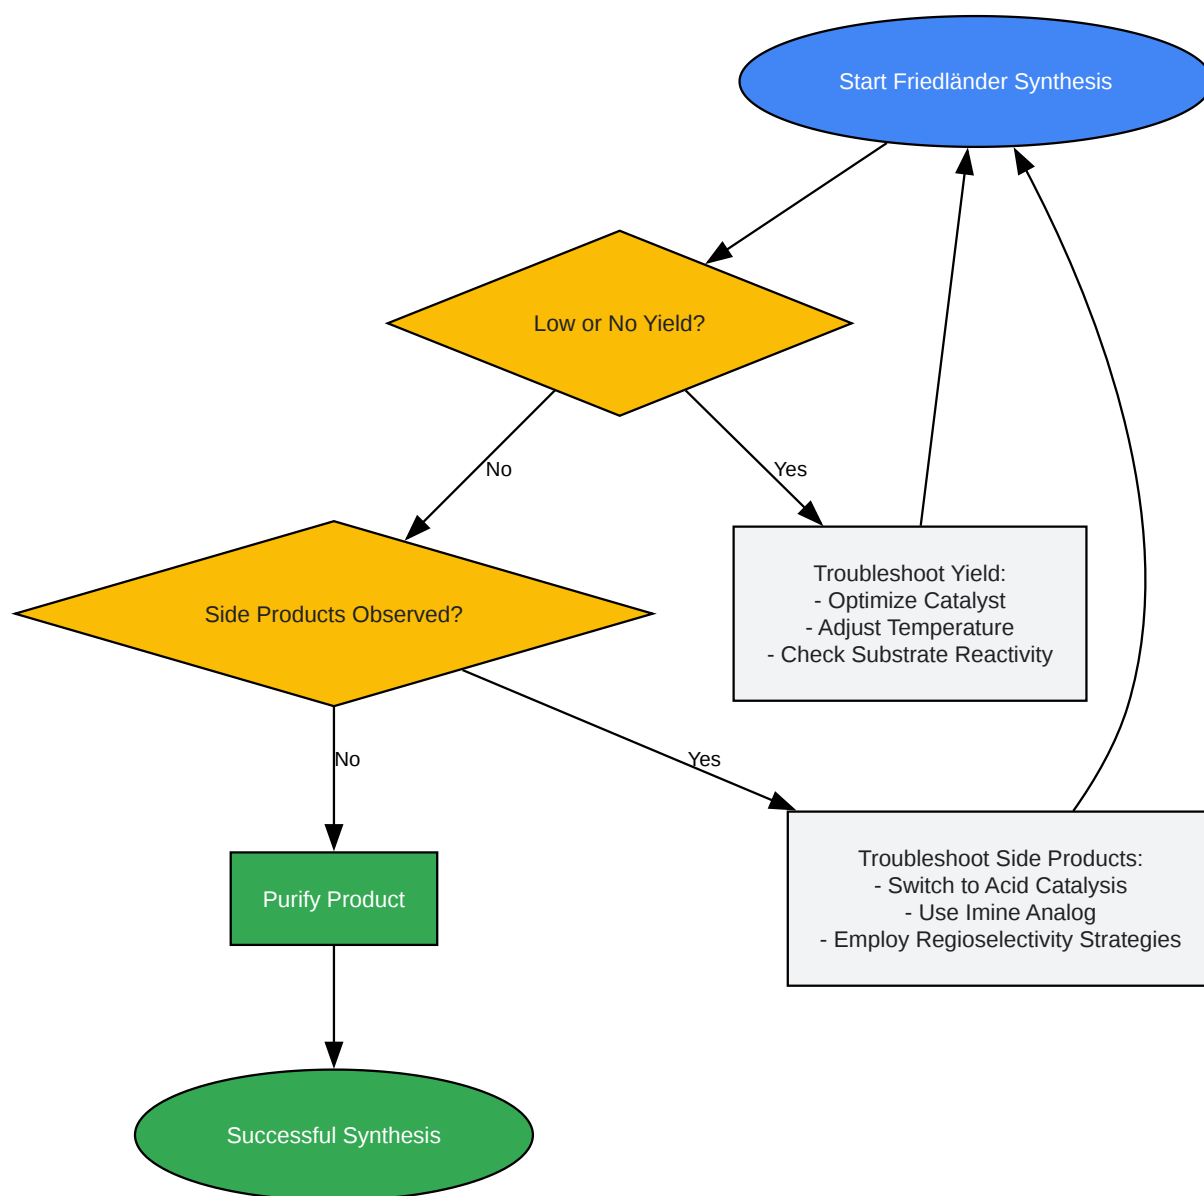 Start Friedländer Synthesis
Low or No Yield?
No
Yes
Troubleshoot Yield:
- Optimize Catalyst
- Adjust Temperature
- Check Substrate Reactivity
Side Products Observed?
No
Yes
Troubleshoot Side Products:
- Switch to Acid Catalysis
- Use Imine Analog
- Employ Regioselectivity Strategies
Purify Product
Successful Synthesis